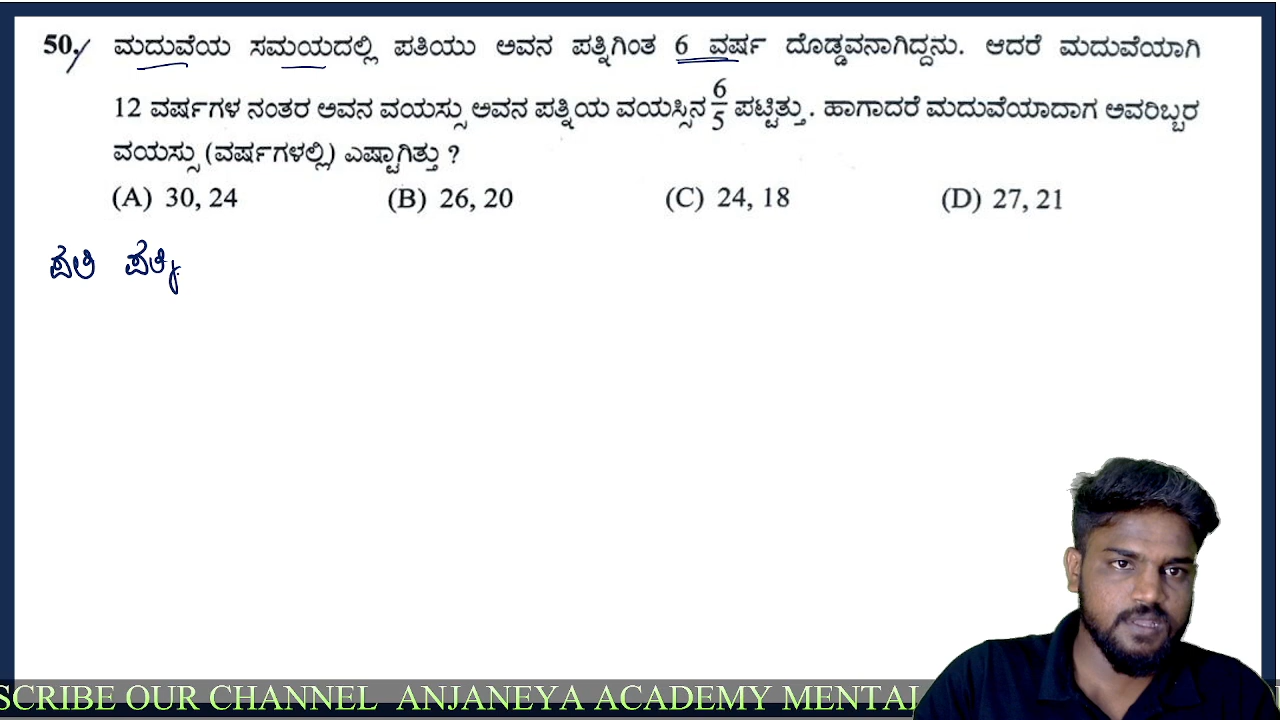 50. ಮದುವೆಯ ಸಮಯದಲ್ಲಿ ಪತಿಯು ಅವನ ಪತ್ನಿಗಿಂತ 6 ವರ್ಷ ದೊಡ್ಡವನಾಗಿದ್ದನು. ಆದರೆ ಮದುವೆಯಾಗಿ
12 ವರ್ಷಗಳ ನಂತರ ಅವನ ವಯಸ್ಸು ಅವನ ಪತ್ನಿಯ ವಯಸ್ಸಿನ 6/5 ಪಟ್ಟಿತ್ತು. ಹಾಗಾದರೆ ಮದುವೆಯಾದಾಗ ಅವರಿಬ್ಬರ
ವಯಸ್ಸು (ವರ್ಷಗಳಲ್ಲಿ) ಎಷ್ಟಾಗಿತ್ತು ?
(A) 30, 24 (B) 26, 20 (C) 24, 18 (D) 27, 21
ಪತಿ ಪತ್ನಿ
SCRIBE OUR CHANNEL ANJANEYA ACADEMY MENTAL